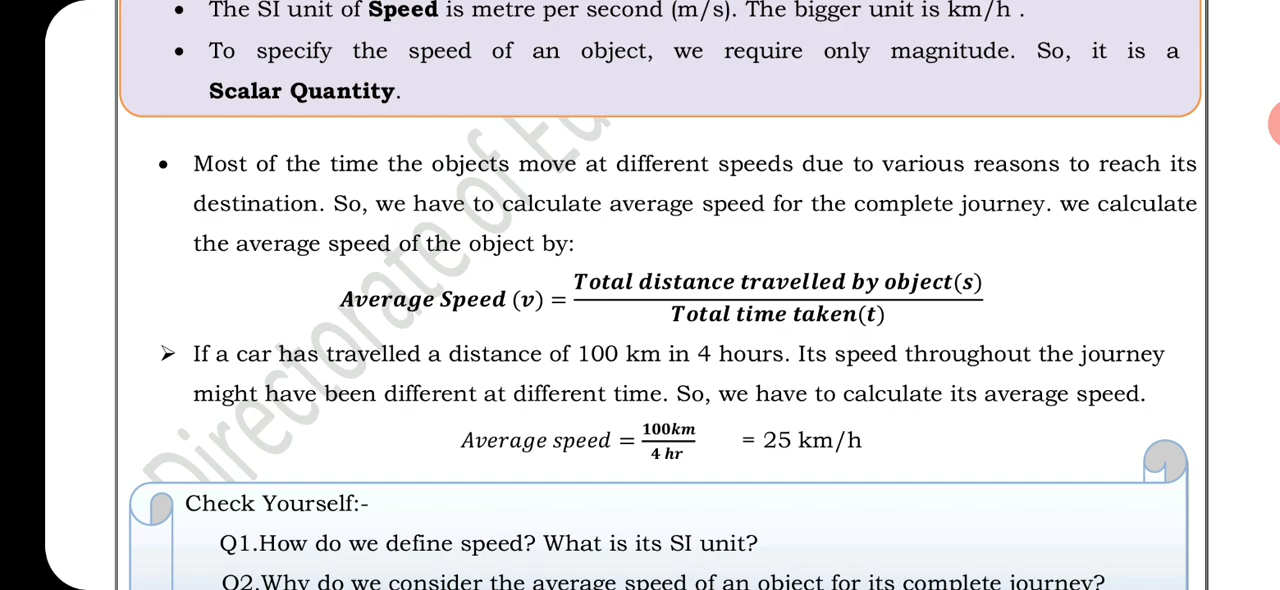 • The SI unit of Speed is metre per second (m/s). The bigger unit is km/h .
• To specify the speed of an object, we require only magnitude. So, it is a
Scalar Quantity.
• Most of the time the objects move at different speeds due to various reasons to reach its
destination. So, we have to calculate average speed for the complete journey. we calculate
the average speed of the object by:
Average Speed (v) = Total distance travelled by object(s) / Total time taken(t)
➢ If a car has travelled a distance of 100 km in 4 hours. Its speed throughout the journey
might have been different at different time. So, we have to calculate its average speed.
Average speed = 100km / 4 hr = 25 km/h
Check Yourself:-
Q1.How do we define speed? What is its SI unit?
Q2.Why do we consider the average speed of an object for its complete journey?
Directorate of